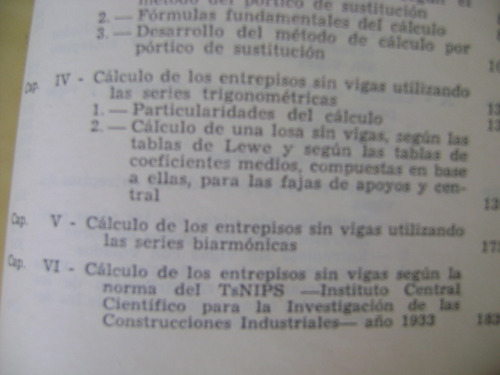 método del pórtico de sustitución
2. — Fórmulas fundamentales del cálculo
3. — Desarrollo del método de cálculo por
pórtico de sustitución
Cap. IV - Cálculo de los entrepisos sin vigas utilizando
las series trigonométricas
1. — Particularidades del cálculo
2. — Cálculo de una losa sin vigas, según las
tablas de Lewe y según las tablas de
coeficientes medios, compuestas en base
a ellas, para las fajas de apoyos y cen-
tral
Cap. V - Cálculo de los entrepisos sin vigas utilizando
las series biarmónicas 175
Cap. VI - Cálculo de los entrepisos sin vigas según la
norma del TsNIPS —Instituto Central
Científico para la Investigación de las
Construcciones Industriales— año 1933 183